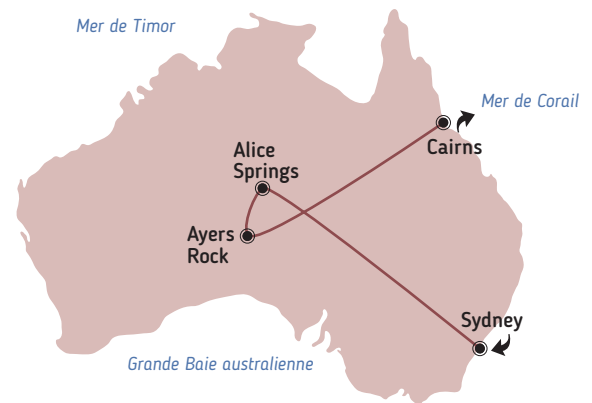 Mer de Timor
Mer de Corail
Cairns
Alice
Springs
Ayers
Rock
Sydney
Grande Baie australienne